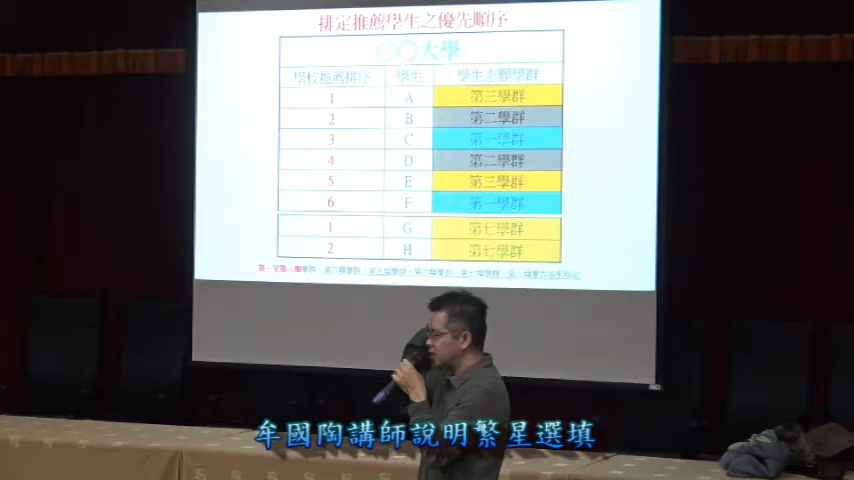 排定推薦學生之優先順序
○○大學
學校推薦排序 學生 學生志願學群
1 A 第三學群
2 B 第二學群
3 C 第一學群
4 D 第二學群
5 E 第三學群
6 F 第一學群
1 G 第七學群
2 H 第七學群
牟國陶講師說明繁星選填